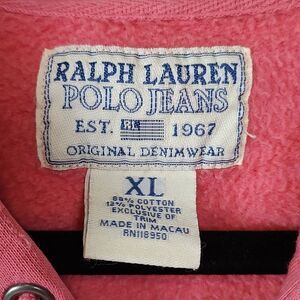 RALPH LAUREN
POLO JEANS
EST. RL 1967
ORIGINAL DENIMWEAR
XL
88% COTTON
12% POLYESTER
EXCLUSIVE OF
TRIM
MADE IN MACAU
RN118950